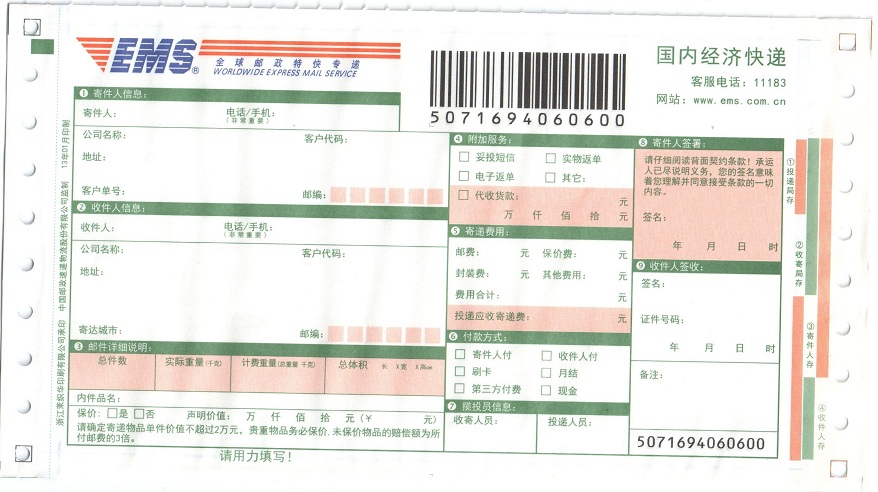 EMS®
全球邮政特快专递
WORLDWIDE EXPRESS MAIL SERVICE
5071694060600
国内经济快递
客服电话：11183
网站：www.ems.com.cn
❶ 寄件人信息：
寄件人： 电话/手机：
（非常重要）
公司名称： 客户代码：
地址：
客户单号： 邮编：
❷ 收件人信息：
收件人： 电话/手机：
（非常重要）
公司名称： 客户代码：
地址：
寄达城市： 邮编：
❸ 邮件详细说明：
总件数 实际重量(千克) 计费重量(总重量 千克) 总体积 长 X宽 X高
内件品名：
保价：□是 □否 声明价值： 万 仟 佰 拾 元（￥ 元）
请确定寄递物品单件价值不超过2万元，贵重物品务必保价，未保价物品的赔偿额为所
付邮费的3倍。
请用力填写！
❹ 附加服务：
□ 妥投短信 □ 实物返单
□ 电子返单 □ 其它：
□ 代收货款： 元
万 仟 佰 拾 元
❺ 寄递费用：
邮费： 元 保价费： 元
封装费： 元 其他费用： 元
费用合计： 元
投递应收寄递费： 元
❻ 付款方式：
□ 寄件人付 □ 收件人付
□ 刷卡 □ 月结
□ 第三方付费 □ 现金
❼ 揽投员信息：
收寄人员： 投递人员：
❽ 寄件人签署：
请仔细阅读背面契约条款！承运
人已尽说明义务，您的签名意味
着您理解并同意接受条款的一切
内容。
签名：
年 月 日 时
❾ 收件人签收：
签名：
证件号码：
年 月 日 时
备注：
5071694060600
①投递局存
②收寄局存
③寄件人存
④收件人存
中国邮政速递物流股份有限公司监制 13年01月印制